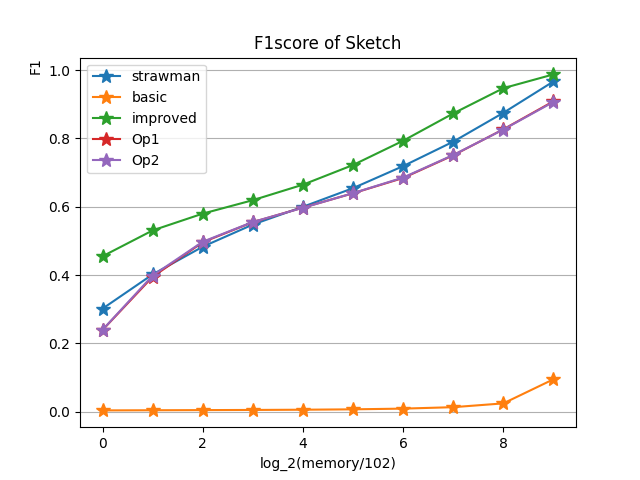 F1score of Sketch
F1
strawman
basic
improved
Op1
Op2
1.0
0.8
0.6
0.4
0.2
0.0
0 2 4 6 8
log_2(memory/102)